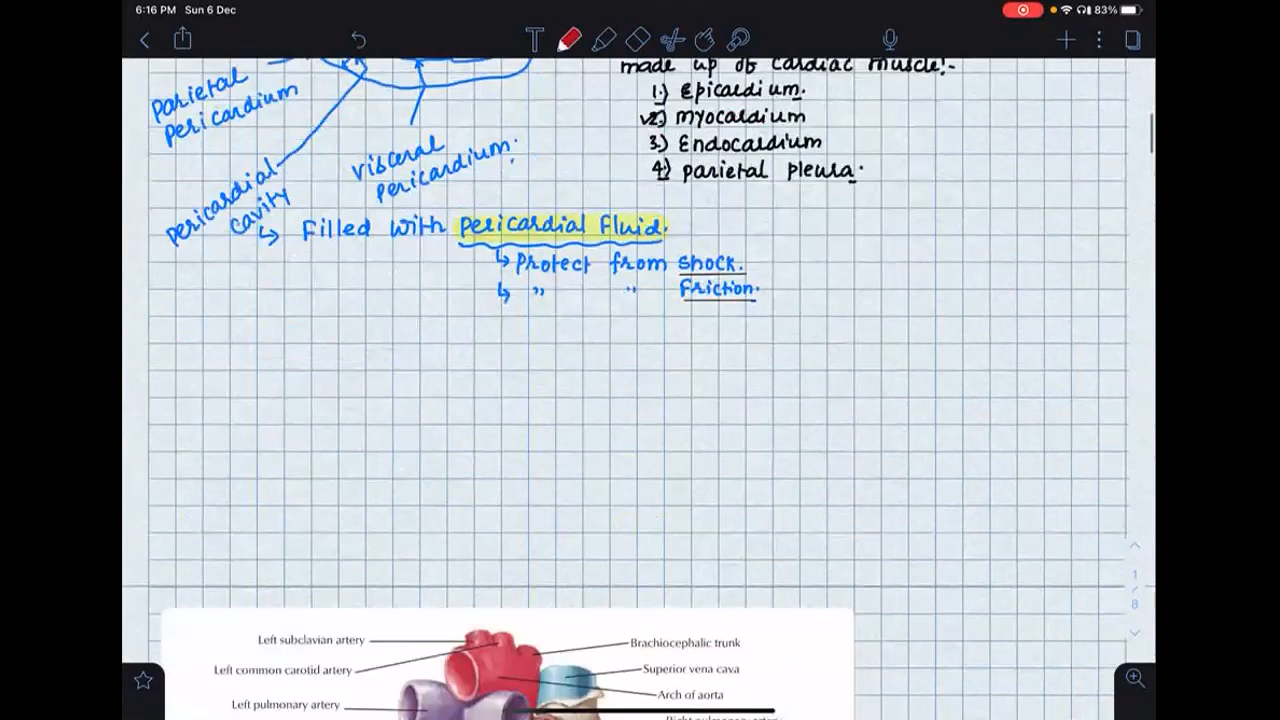 6:16 PM Sun 6 Dec
83%
made up of cardiac muscle:-
1.) Epicardium.
2.) Myocardium
3.) Endocardium
4.) Parietal pleura.
Parietal
Pericardium
Visceral
Pericardium.
Pericardial
cavity
↳ Filled with Pericardial Fluid.
↳ Protect from shock.
↳ " " Friction.
1
/
8
Left subclavian artery
Brachiocephalic trunk
Left common carotid artery
Superior vena cava
Arch of aorta
Left pulmonary artery